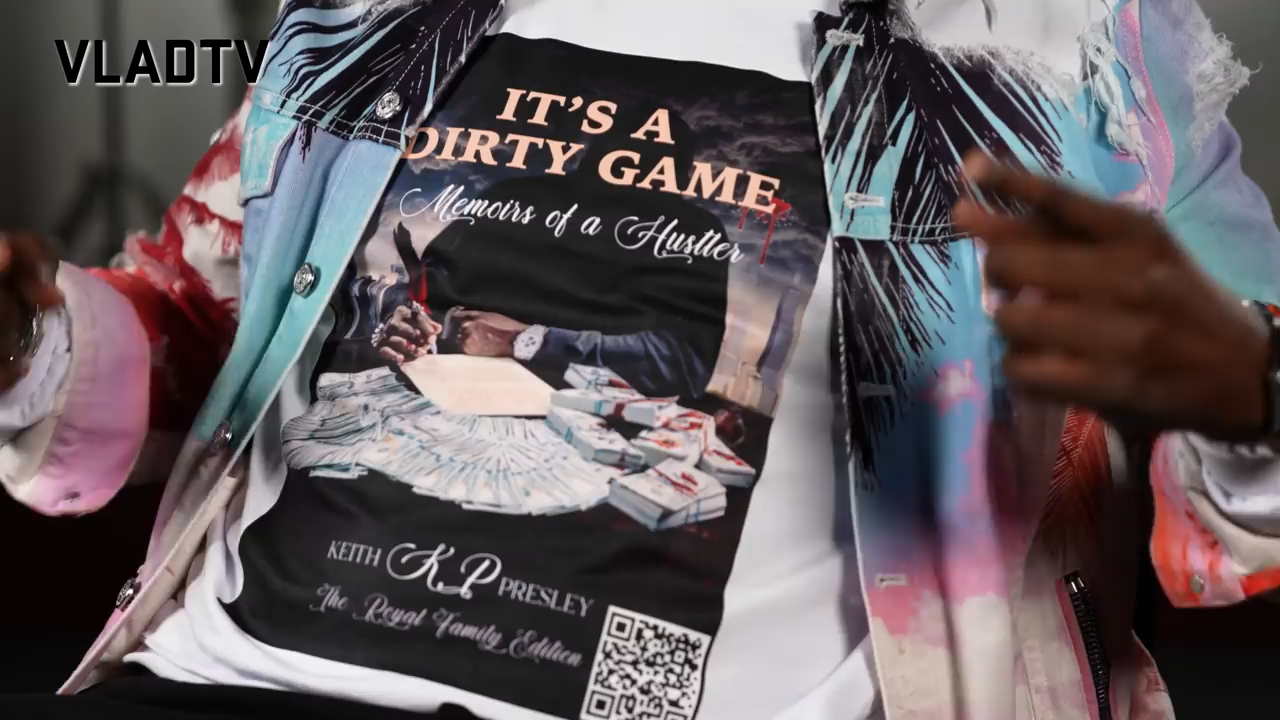 VLADTV
IT'S A
DIRTY GAME
Memoirs of a Hustler
KEITH K.P PRESLEY
The Royal Family Edition